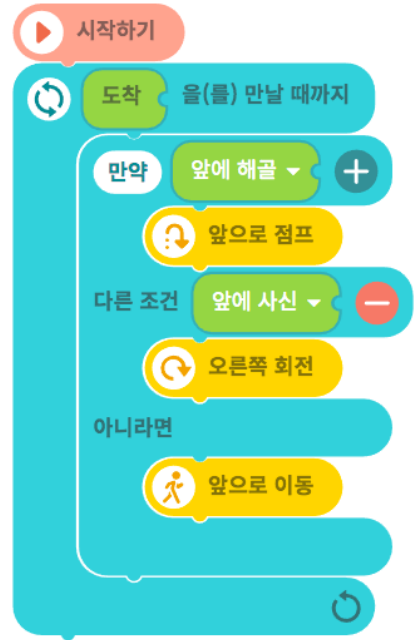 시작하기
도착 을(를) 만날 때까지
만약 앞에 해골
앞으로 점프
다른 조건 앞에 사신
오른쪽 회전
아니라면
앞으로 이동